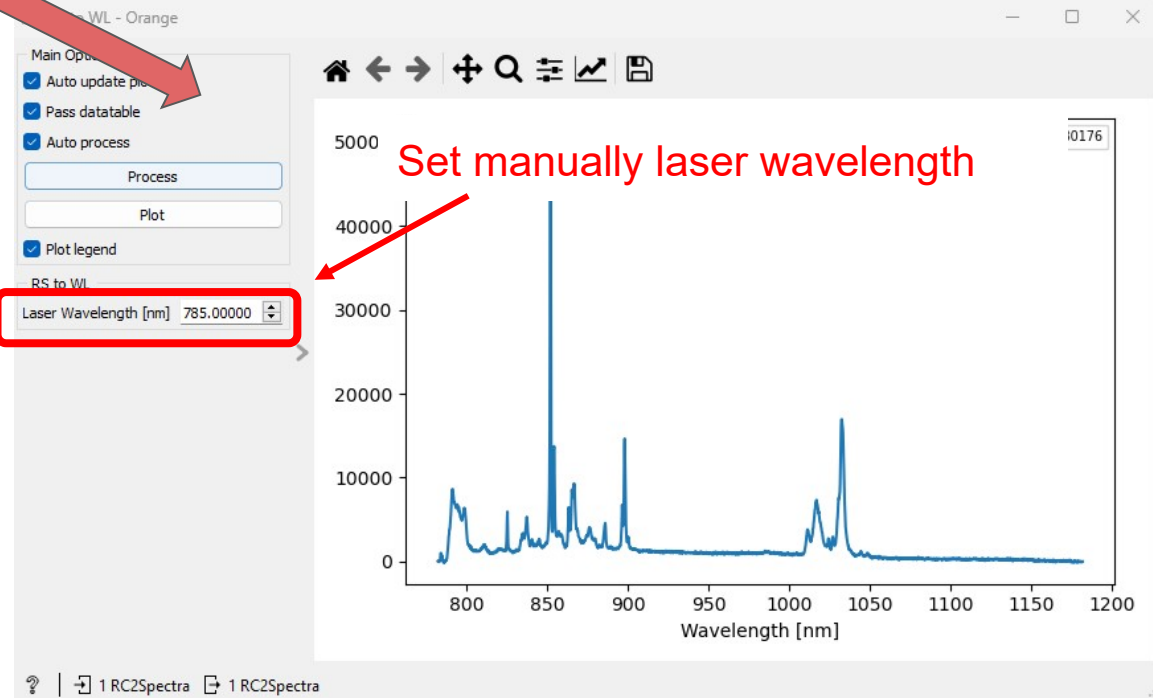 WL - Orange
Main
Auto update
Pass datatable
Auto process
Process
Plot
Plot legend
RS to WL
Laser Wavelength [nm] 785.00000
Set manually laser wavelength
30176
5000
40000
30000
20000
10000
0
800 850 900 950 1000 1050 1100 1150 1200
Wavelength [nm]
? 1 RC2Spectra 1 RC2Spectra